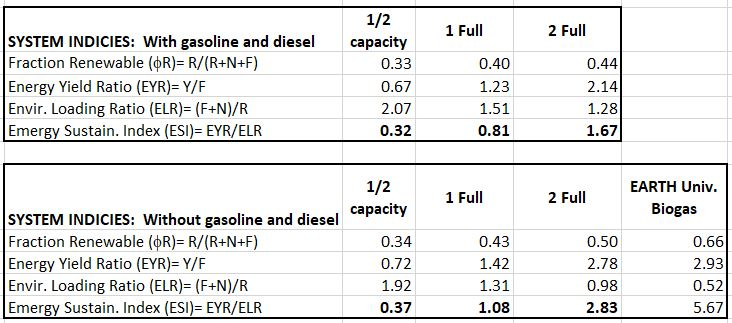 SYSTEM INDICIES: With gasoline and diesel 1/2 capacity 1 Full 2 Full
Fraction Renewable (ϕR)= R/(R+N+F) 0.33 0.40 0.44
Energy Yield Ratio (EYR)= Y/F 0.67 1.23 2.14
Envir. Loading Ratio (ELR)= (F+N)/R 2.07 1.51 1.28
Emergy Sustain. Index (ESI)= EYR/ELR 0.32 0.81 1.67
SYSTEM INDICIES: Without gasoline and diesel 1/2 capacity 1 Full 2 Full EARTH Univ. Biogas
Fraction Renewable (ϕR)= R/(R+N+F) 0.34 0.43 0.50 0.66
Energy Yield Ratio (EYR)= Y/F 0.72 1.42 2.78 2.93
Envir. Loading Ratio (ELR)= (F+N)/R 1.92 1.31 0.98 0.52
Emergy Sustain. Index (ESI)= EYR/ELR 0.37 1.08 2.83 5.67